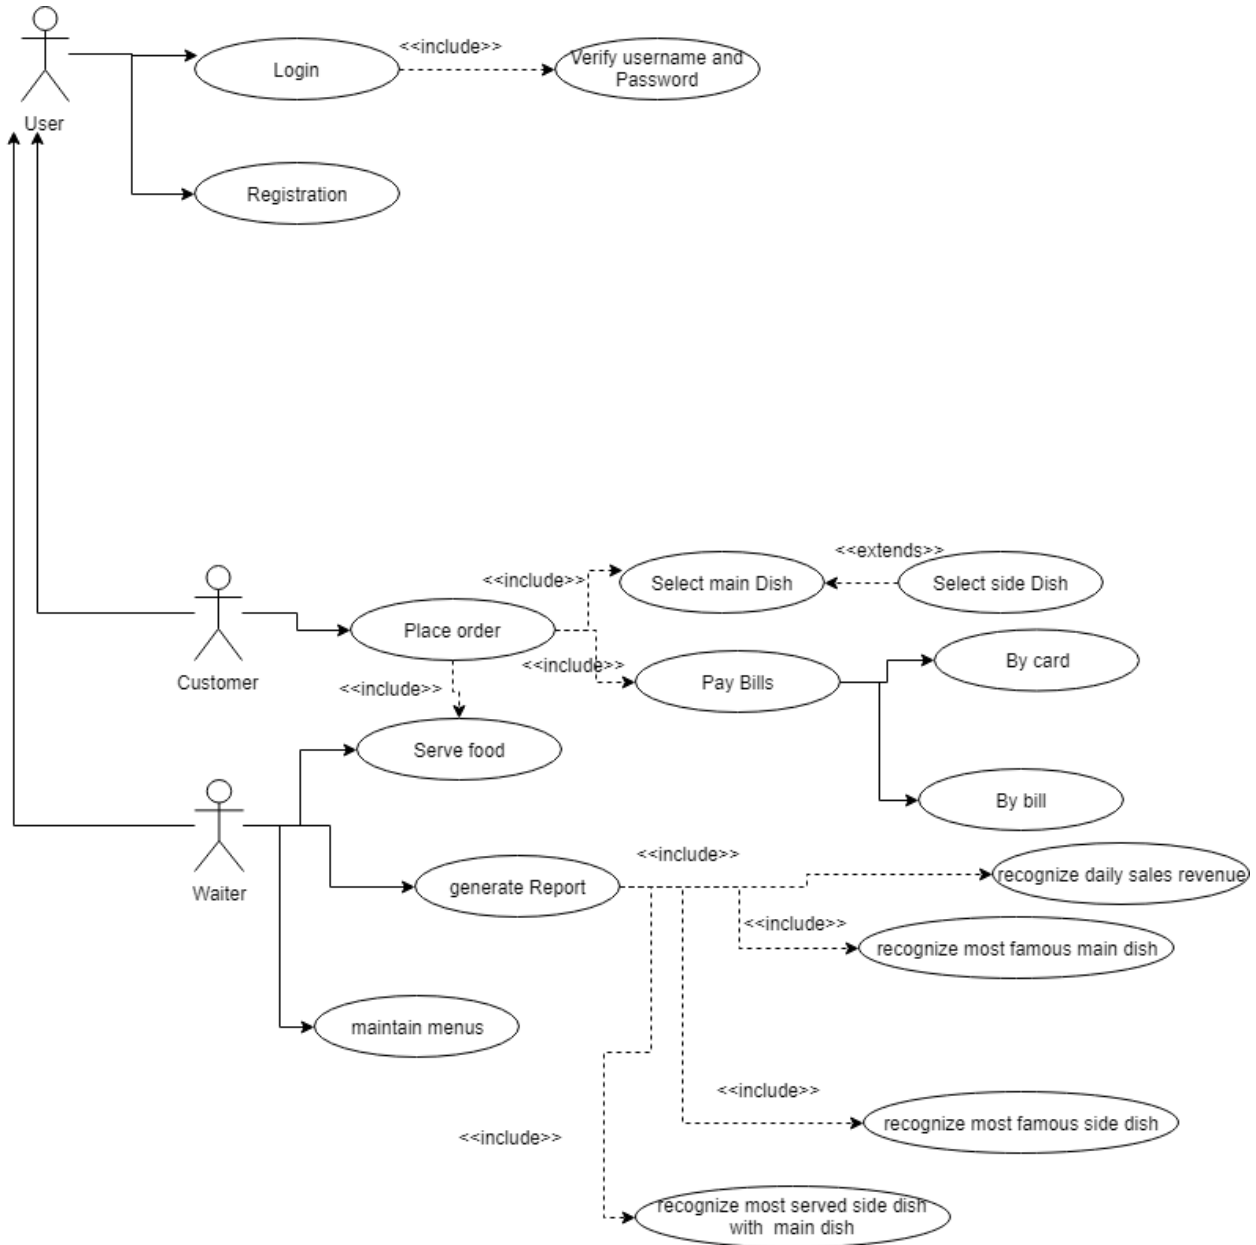 <<include>>
Login
Verify username and
Password
User
Registration
<<extends>>
<<include>>
Select main Dish
Select side Dish
Place order
<<include>>
By card
Customer
<<include>>
Pay Bills
Serve food
By bill
<<include>>
recognize daily sales revenue
generate Report
Waiter
<<include>>
recognize most famous main dish
maintain menus
<<include>>
recognize most famous side dish
<<include>>
recognize most served side dish
with main dish